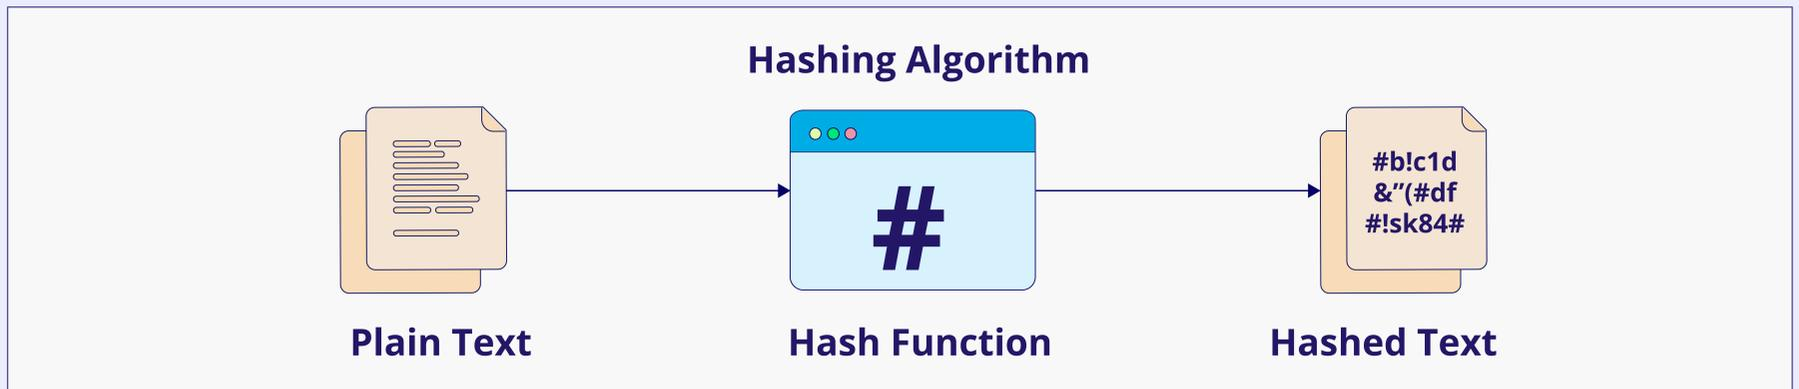 Hashing Algorithm
#
#b!c1d
&”(#df
#!sk84#
Plain Text
Hash Function
Hashed Text